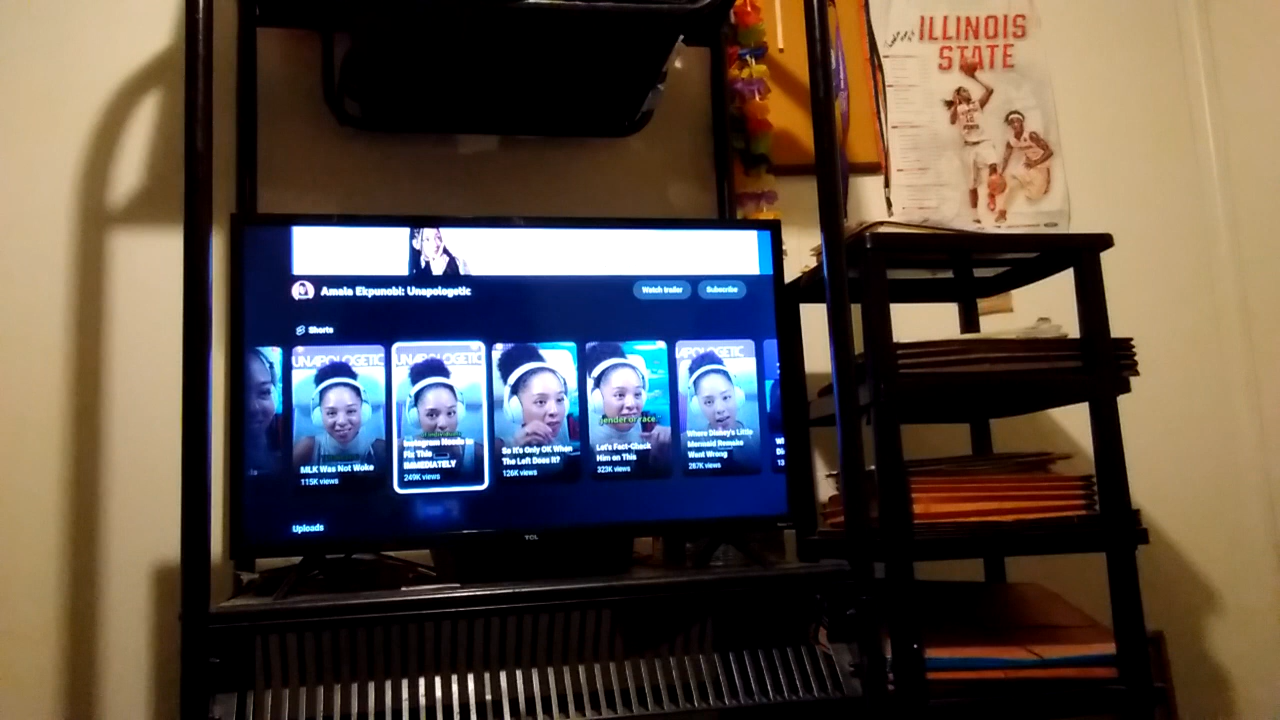 ILLINOIS
STATE
Amala Ekpunobi: Unapologetic
Watch trailer
Subscribe
Shorts
UNAPOLOGETIC
UNAPOLOGETIC
APOLOGETIC
MLK Was Not Woke
115K views
Instagram Needs to
Fix This
IMMEDIATELY
249K views
So It's Only OK When
The Left Does It?
126K views
jender or race."
Let's Fact-Check
Him on This
323K views
Where Disney's Little
Mermaid Remake
Went Wrong
287K views
Uploads
TCL